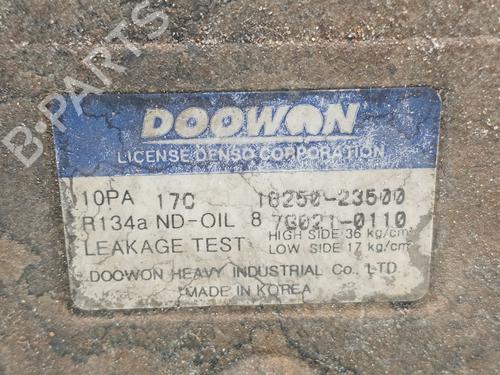 DOOWON
LICENSE DENSO CORPORATION
10PA 17C 16250-23500
R134a ND-OIL 8 7G021-0110
LEAKAGE TEST HIGH SIDE 36 kg/cm²
LOW SIDE 17 kg/cm²
DOOWON HEAVY INDUSTRIAL Co., LTD
MADE IN KOREA
B-PARTS